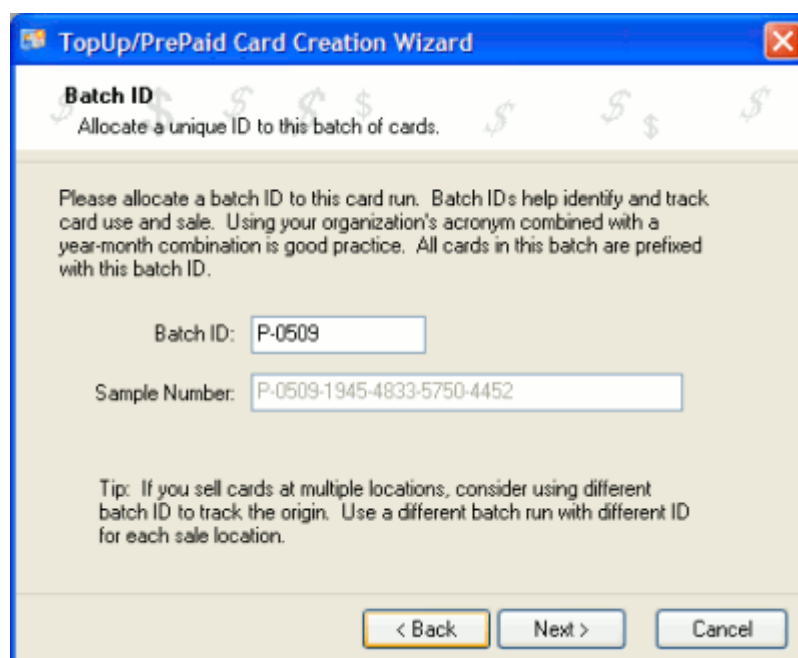 TopUp/PrePaid Card Creation Wizard
Batch ID
Allocate a unique ID to this batch of cards.
Please allocate a batch ID to this card run. Batch IDs help identify and track
card use and sale. Using your organization's acronym combined with a
year-month combination is good practice. All cards in this batch are prefixed
with this batch ID.
Batch ID: P-0509
Sample Number: P-0509-1945-4833-5750-4452
Tip: If you sell cards at multiple locations, consider using different
batch ID to track the origin. Use a different batch run with different ID
for each sale location.
< Back Next > Cancel